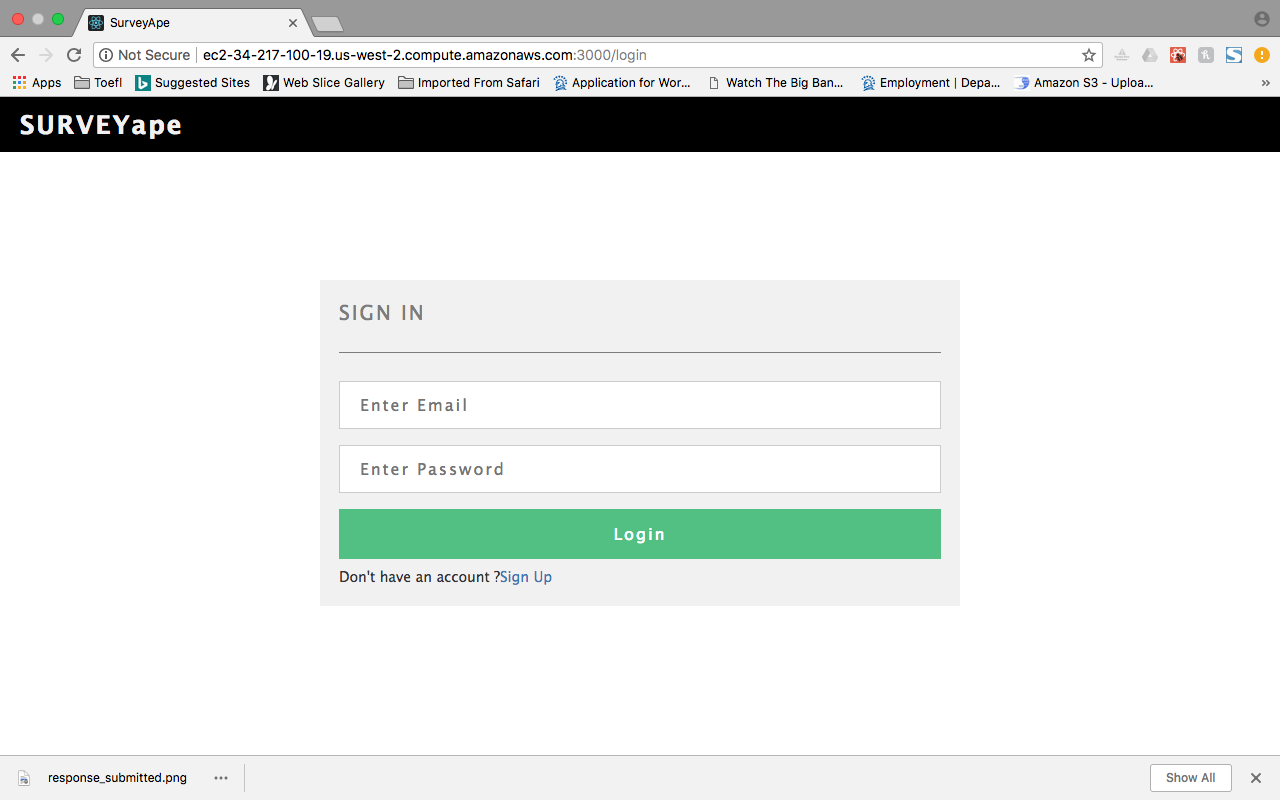 SurveyApe
Not Secure ec2-34-217-100-19.us-west-2.compute.amazonaws.com:3000/login
Apps Toefl Suggested Sites Web Slice Gallery Imported From Safari Application for Wor... Watch The Big Ban... Employment | Depa... Amazon S3 - Uploa... »
SURVEYape
SIGN IN
Enter Email
Enter Password
Login
Don't have an account ?Sign Up
response_submitted.png
Show All